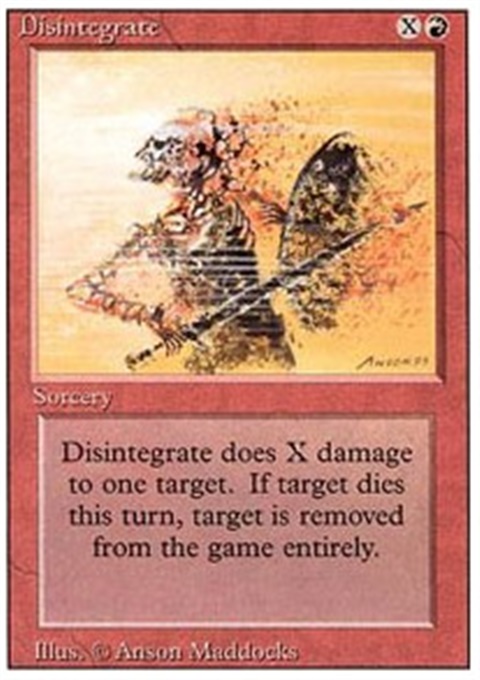 Disintegrate X
Sorcery
Disintegrate does X damage
to one target. If target dies
this turn, target is removed
from the game entirely.
Illus. © Anson Maddocks